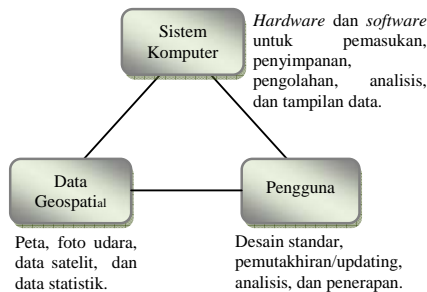 Sistem
Komputer
Hardware dan software
untuk pemasukan,
penyimpanan,
pengolahan, analisis,
dan tampilan data.
Data
Geospatial
Pengguna
Peta, foto udara,
data satelit, dan
data statistik.
Desain standar,
pemutakhiran/updating,
analisis, dan penerapan.